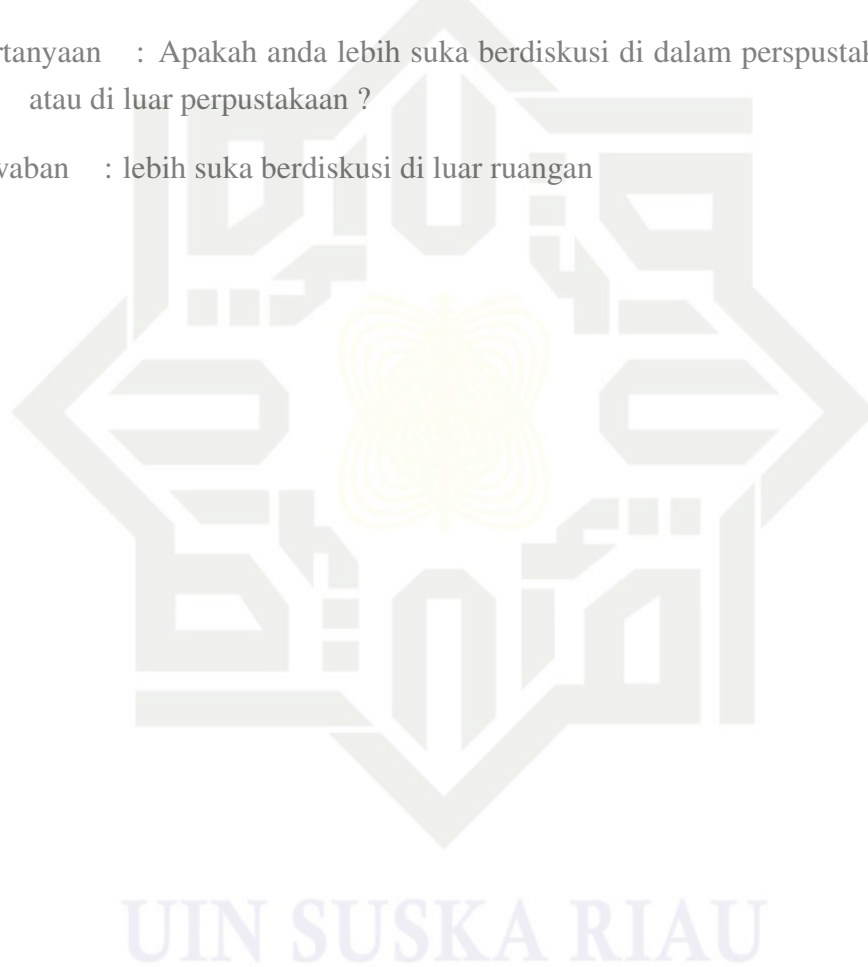 rtanyaan : Apakah anda lebih suka berdiskusi di dalam perspustak
atau di luar perpustakaan ?
vaban : lebih suka berdiskusi di luar ruangan
UIN SUSKA RIAU